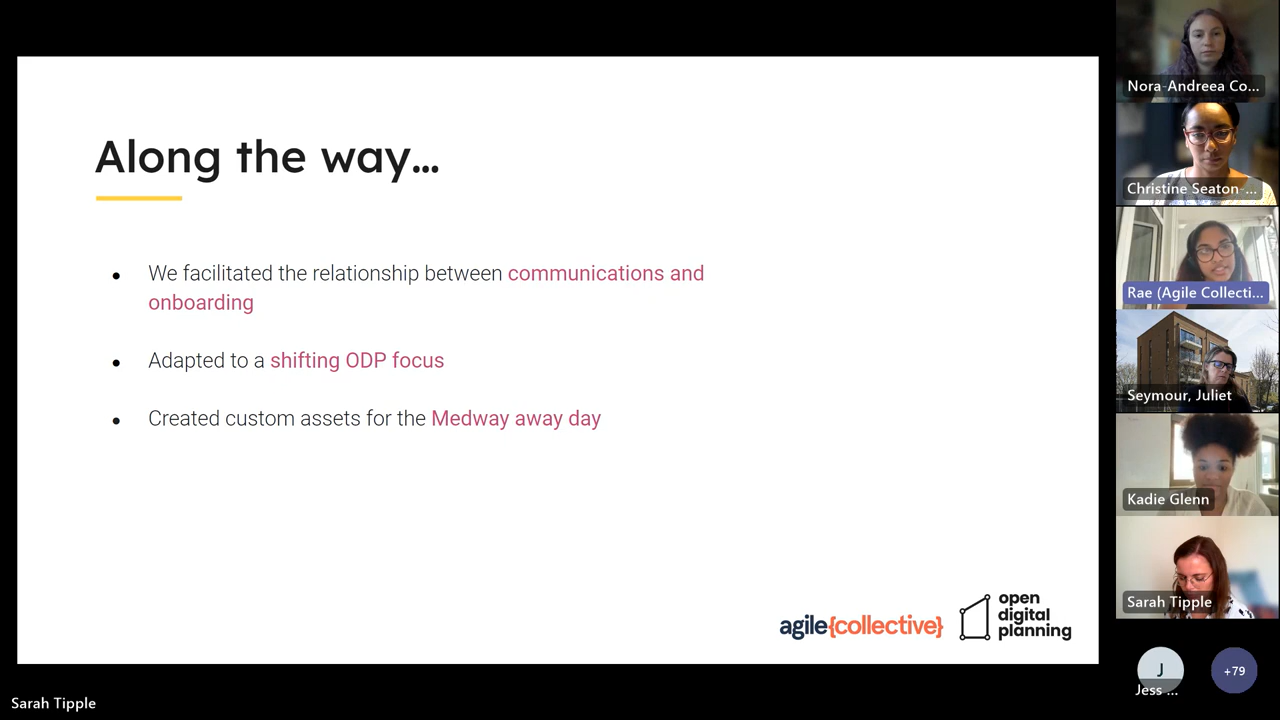 Along the way...
● We facilitated the relationship between communications and
onboarding
● Adapted to a shifting ODP focus
● Created custom assets for the Medway away day
agile{collective}
open
digital
planning
Nora-Andreea Co...
Christine Seaton-...
Rae (Agile Collecti...
Seymour, Juliet
Kadie Glenn
Sarah Tipple
J
Jess ...
+79
Sarah Tipple